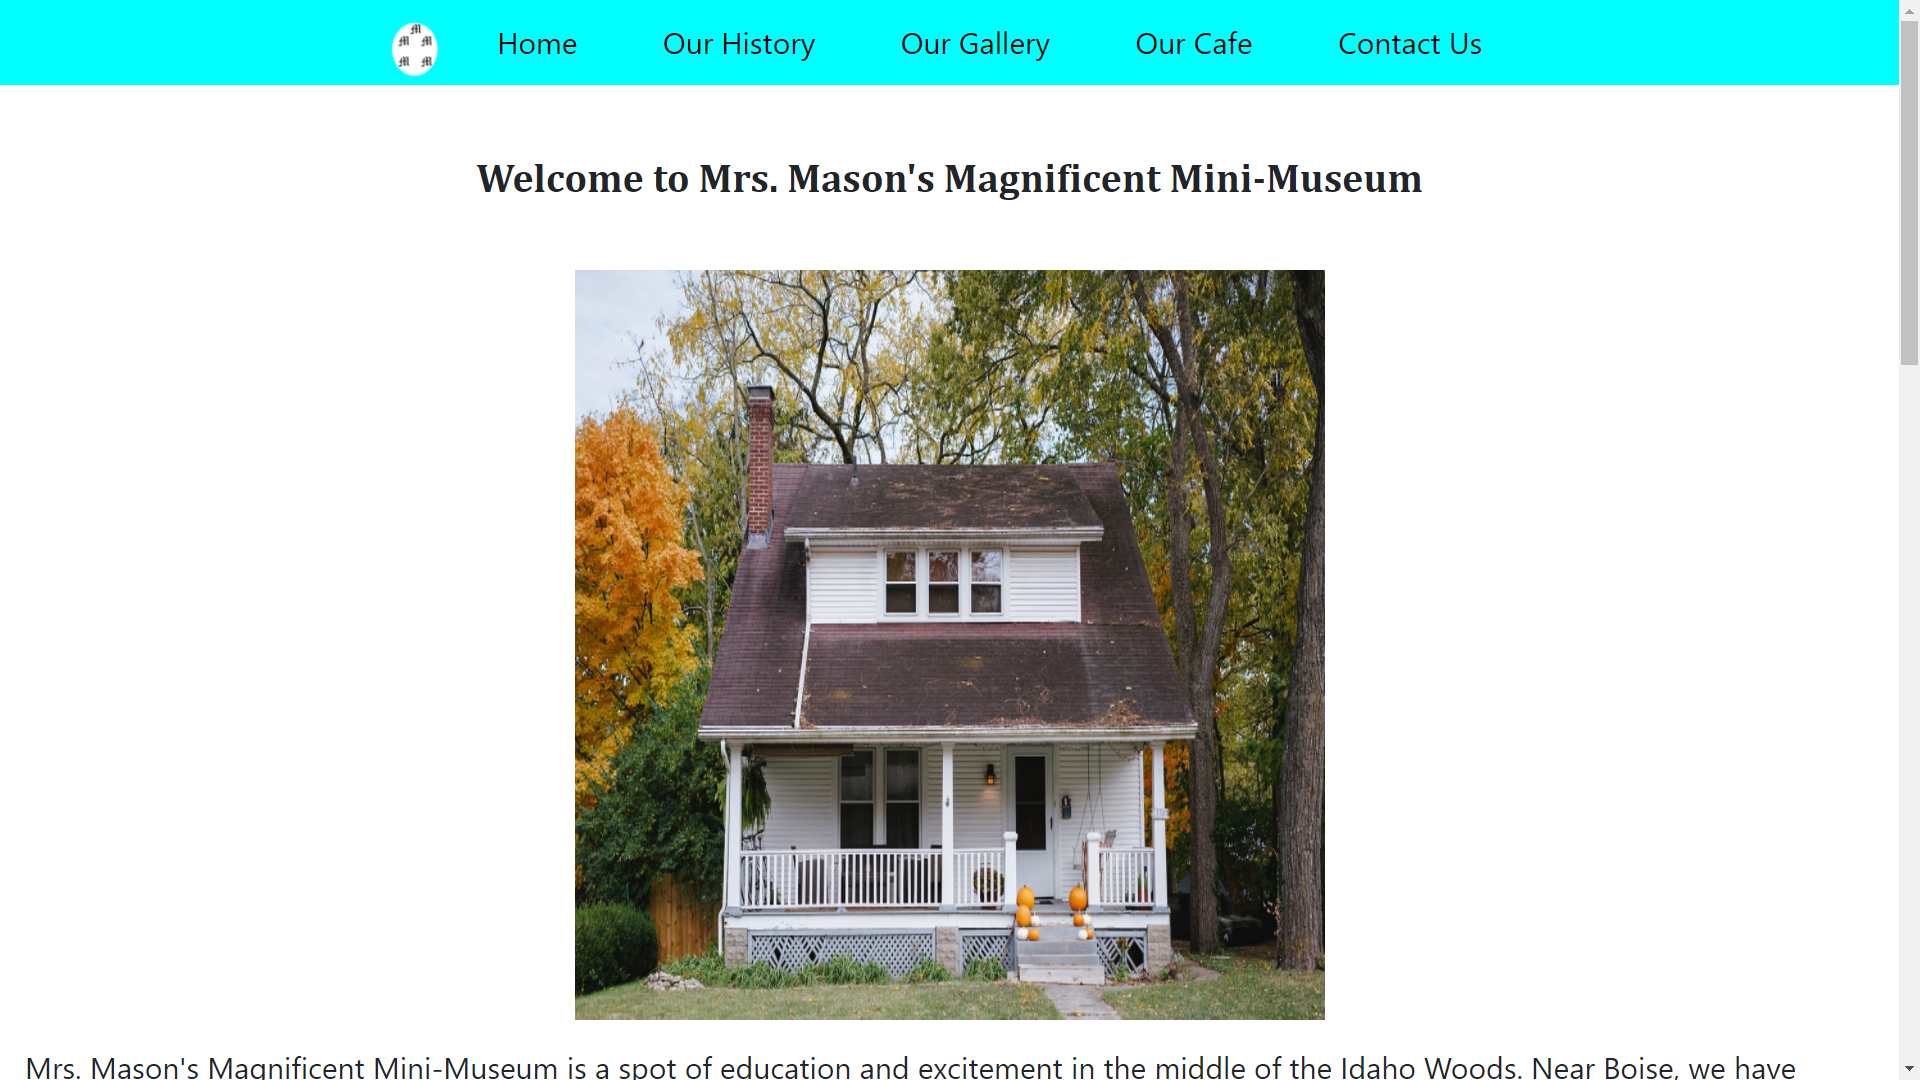 M
M M
M M
Home Our History Our Gallery Our Cafe Contact Us
Welcome to Mrs. Mason's Magnificent Mini-Museum
Mrs. Mason's Magnificent Mini-Museum is a spot of education and excitement in the middle of the Idaho Woods. Near Boise, we have